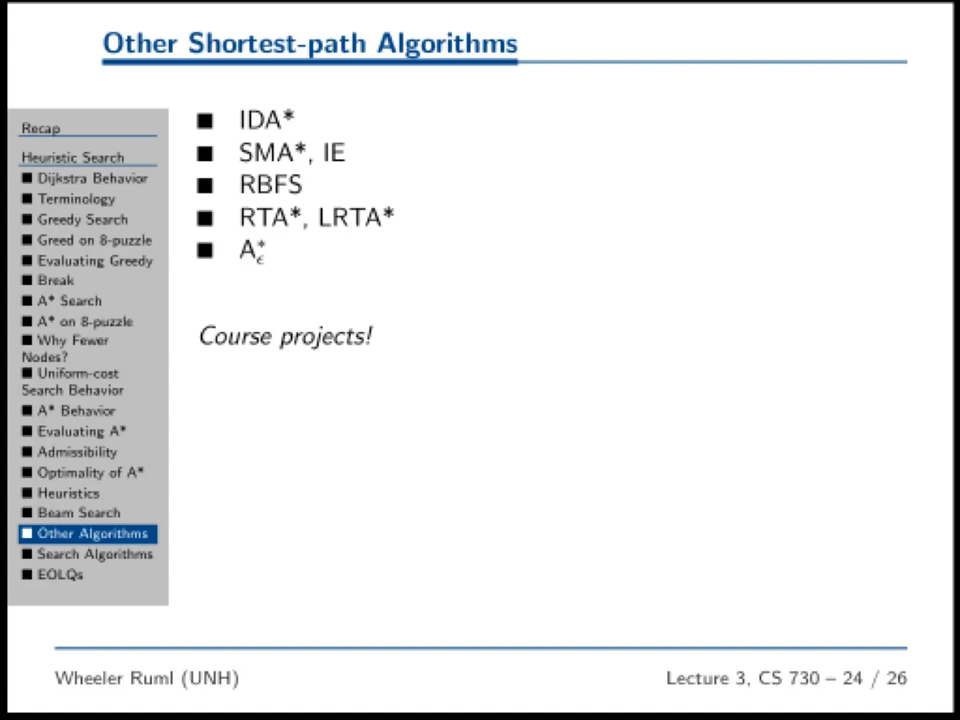 Other Shortest-path Algorithms
Recap
Heuristic Search
■ Dijkstra Behavior
■ Terminology
■ Greedy Search
■ Greed on 8-puzzle
■ Evaluating Greedy
■ Break
■ A* Search
■ A* on 8-puzzle
■ Why Fewer
Nodes?
■ Uniform-cost
Search Behavior
■ A* Behavior
■ Evaluating A*
■ Admissibility
■ Optimality of A*
■ Heuristics
■ Beam Search
■ Other Algorithms
■ Search Algorithms
■ EOLQs
■ IDA*
■ SMA*, IE
■ RBFS
■ RTA*, LRTA*
■ A*ϵ
Course projects!
Wheeler Ruml (UNH)
Lecture 3, CS 730 – 24 / 26